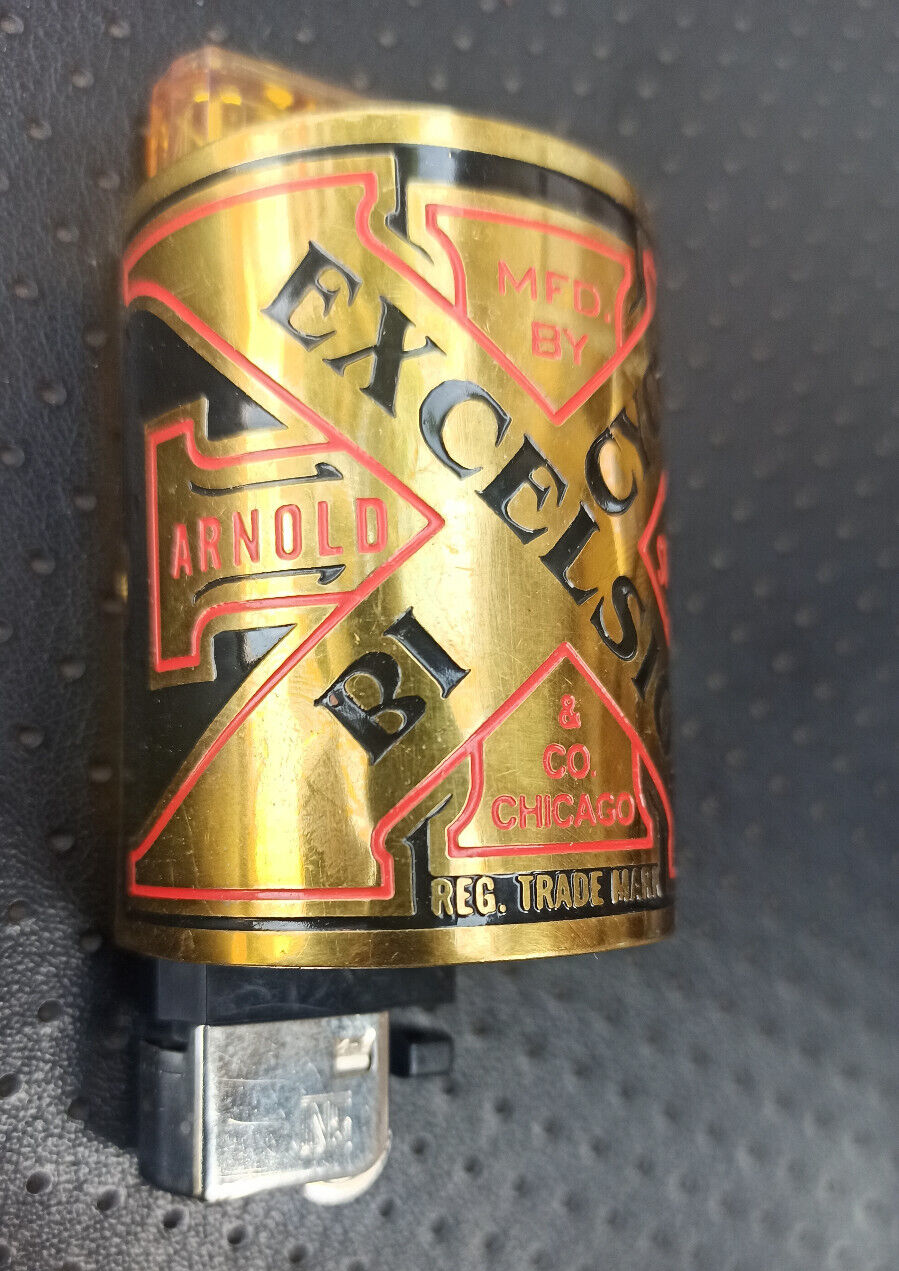 MFD.
BY
EXCELSIO
ARNOLD
BI
C
&
CO.
CHICAGO
REG. TRADE MARK